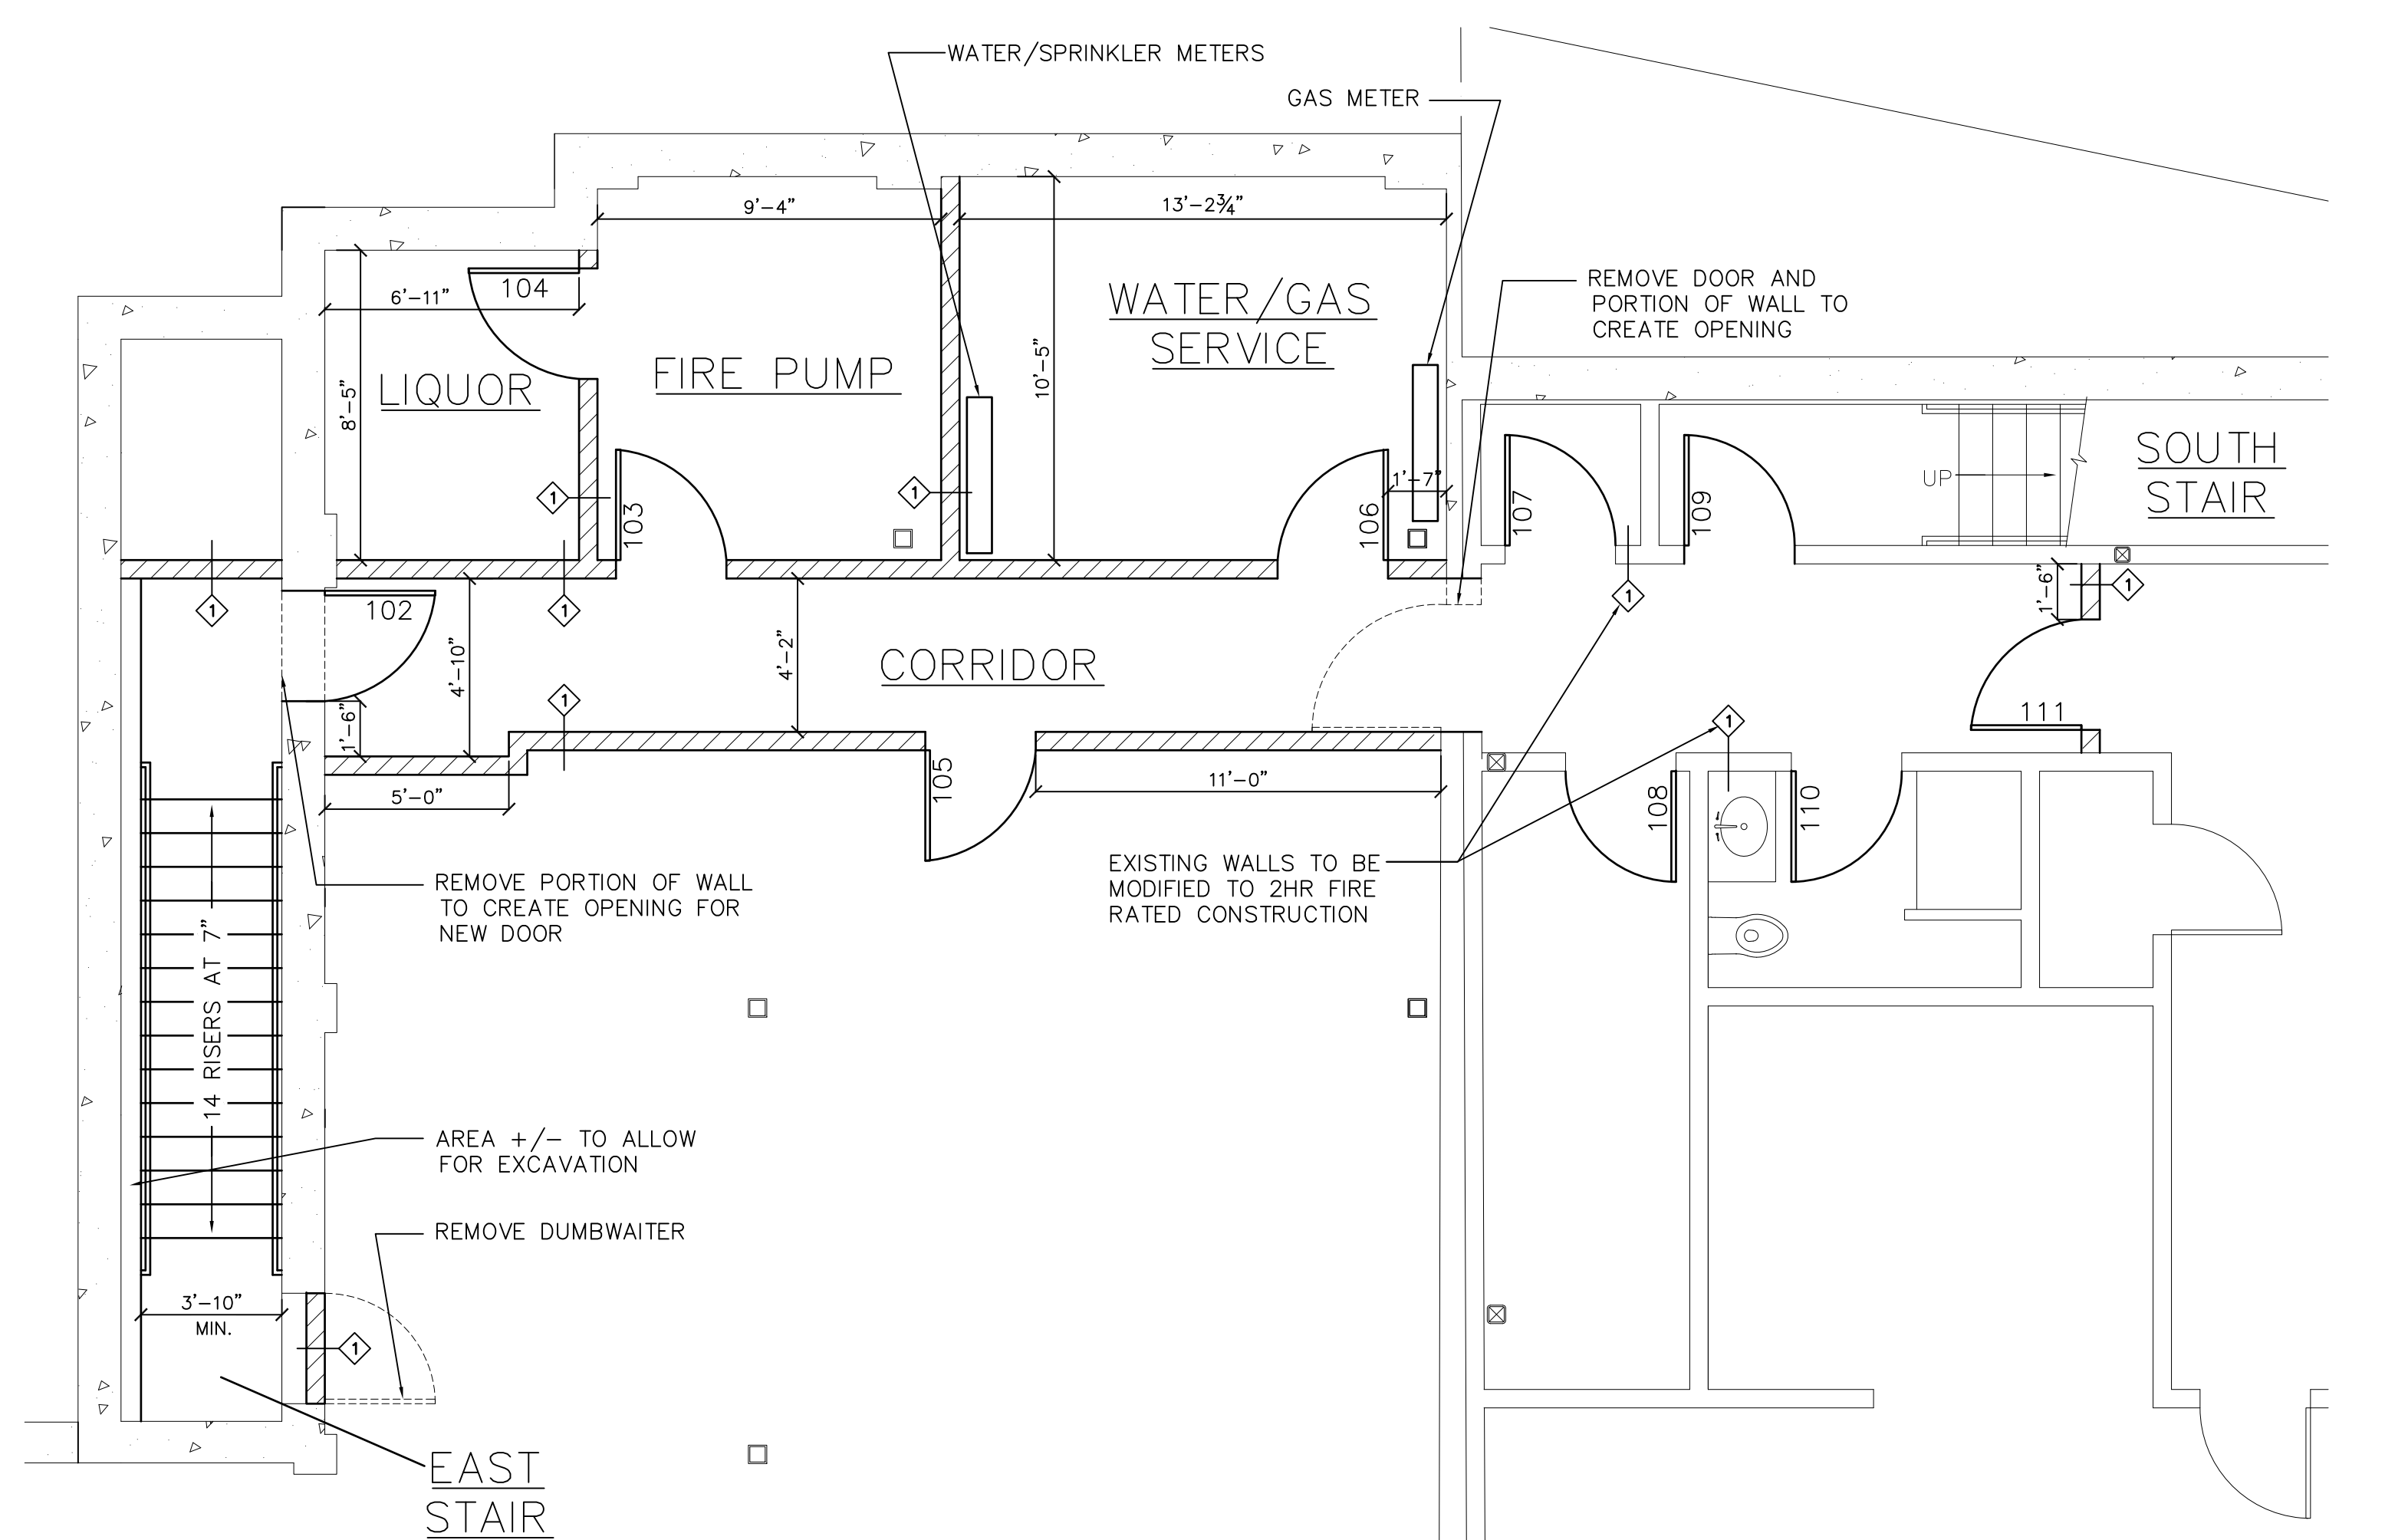 WATER/SPRINKLER METERS
GAS METER
9'-4"
13'-2¾"
104
6'-11"
WATER/GAS
SERVICE
REMOVE DOOR AND
PORTION OF WALL TO
CREATE OPENING
LIQUOR
8'-5"
FIRE PUMP
10'-5"
1'-7"
SOUTH
STAIR
UP
1
1
103
106
107
109
1
1
102
1
1'-6"
1
4'-10"
4'-2"
CORRIDOR
1
1'-6"
1
111
5'-0"
105
11'-0"
108
110
EXISTING WALLS TO BE
MODIFIED TO 2HR FIRE
RATED CONSTRUCTION
REMOVE PORTION OF WALL
TO CREATE OPENING FOR
NEW DOOR
14 RISERS AT 7"
AREA +/- TO ALLOW
FOR EXCAVATION
REMOVE DUMBWAITER
3'-10"
MIN.
1
EAST
STAIR